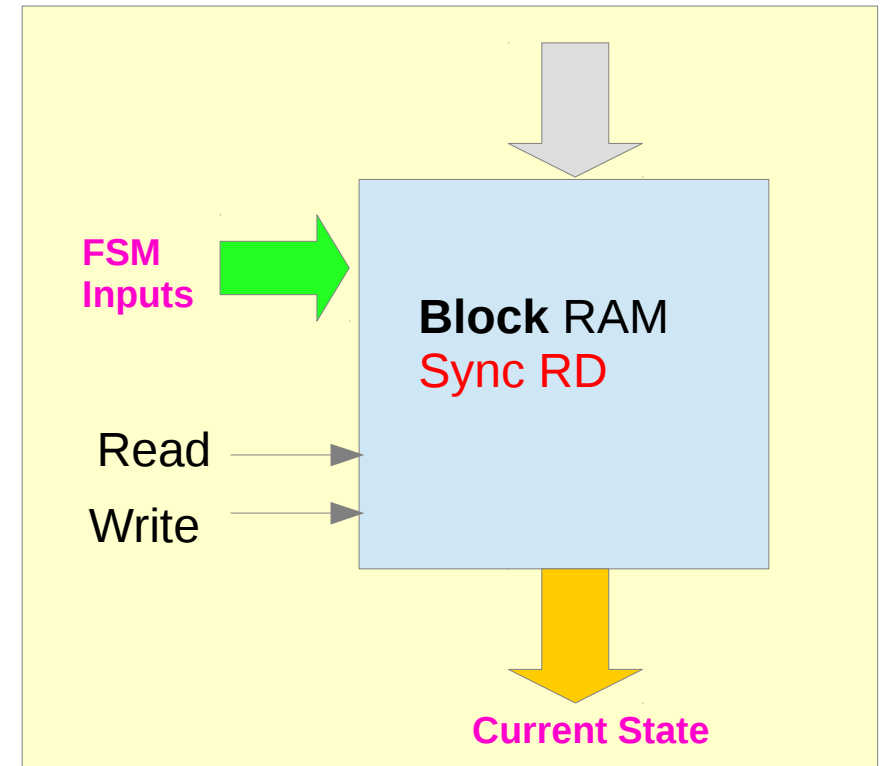 FSM
Inputs
Block RAM
Sync RD
Read
Write
Current State